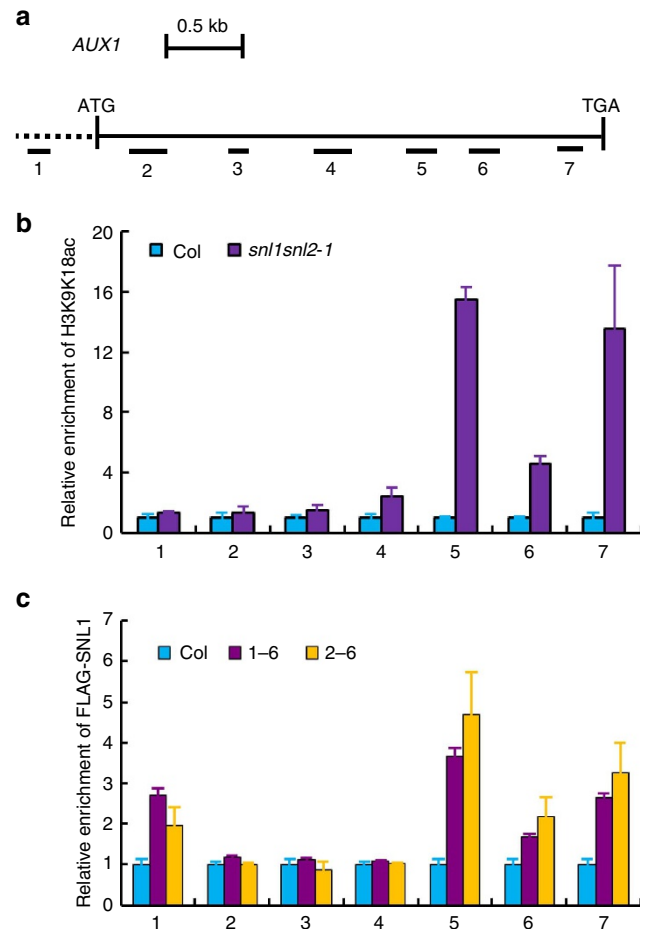 a
0.5 kb
AUX1
ATG TGA
1 2 3 4 5 6 7
b
Relative enrichment of H3K9K18ac
20
16
12
8
4
0
Col snl1snl2-1
1 2 3 4 5 6 7
c
Relative enrichment of FLAG-SNL1
7
6
5
4
3
2
1
0
Col 1–6 2–6
1 2 3 4 5 6 7